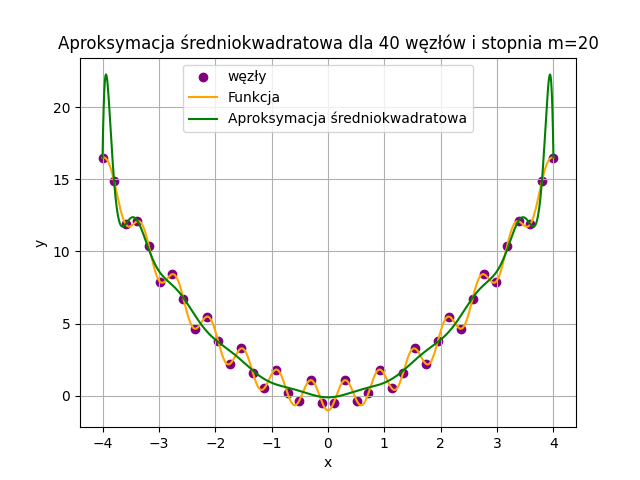 Aproksymacja średniokwadratowa dla 40 węzłów i stopnia m=20
węzły
Funkcja
Aproksymacja średniokwadratowa
20
15
10
5
0
y
−4 −3 −2 −1 0 1 2 3 4
x